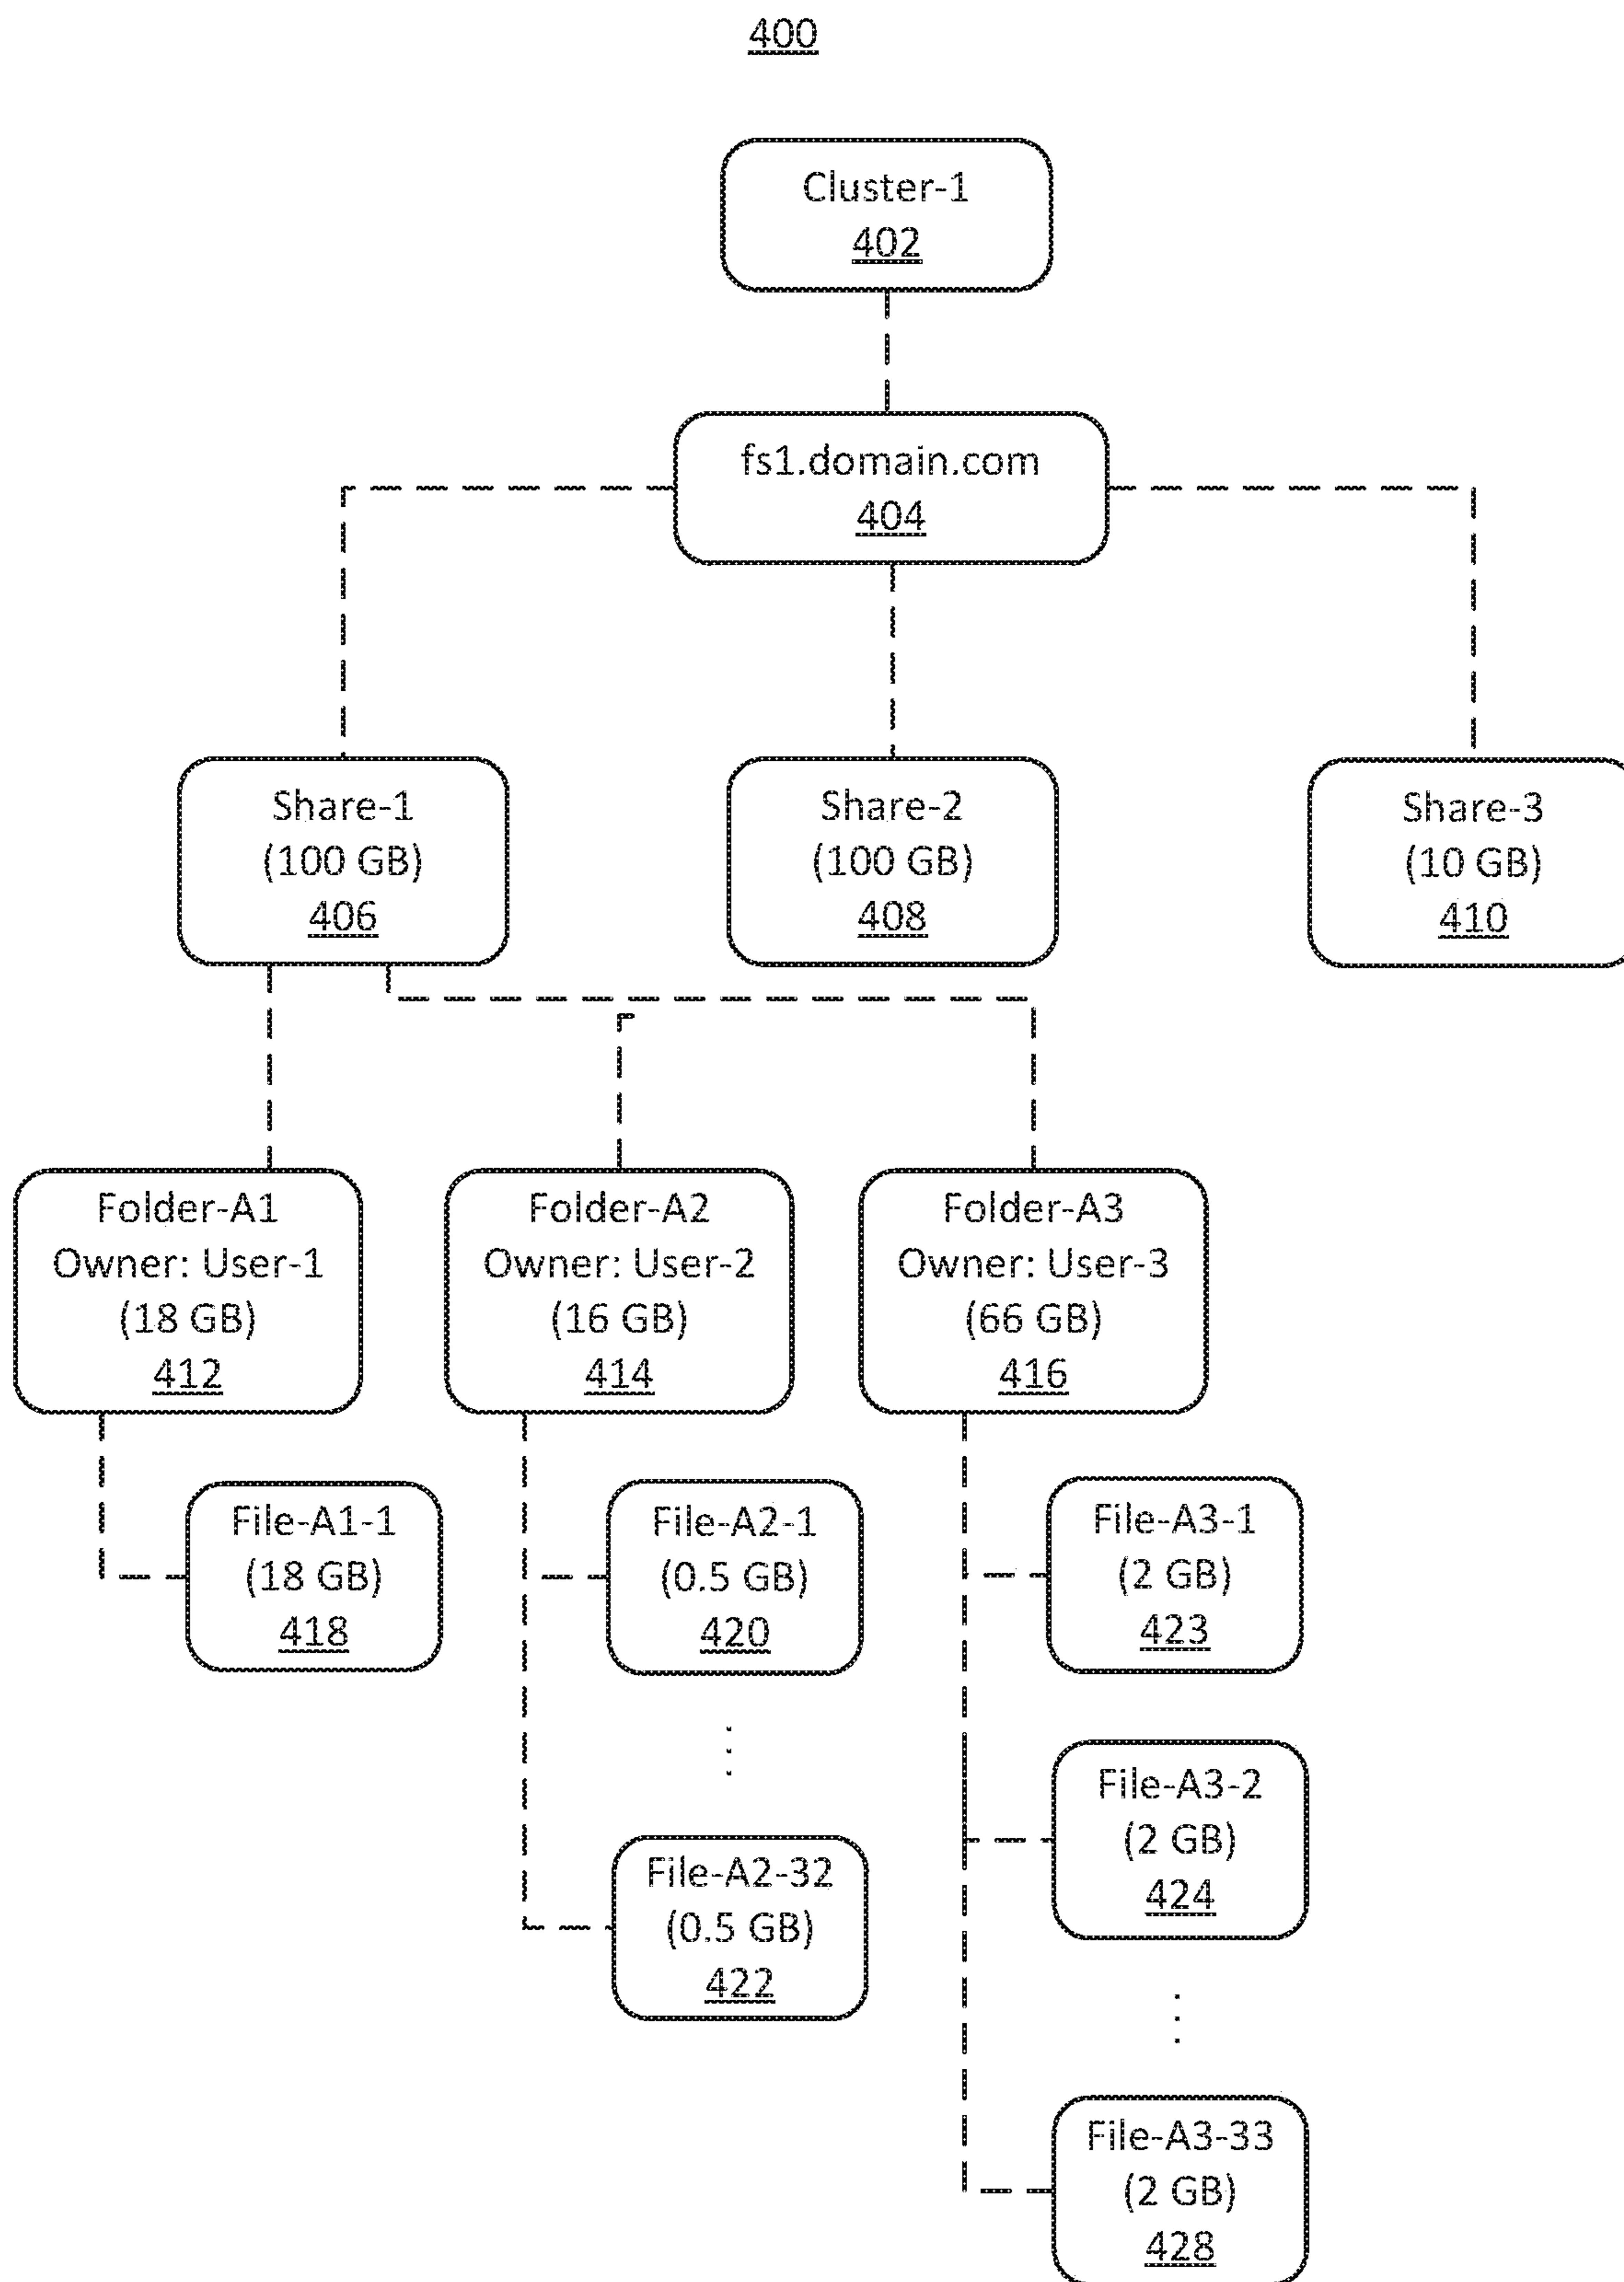 400
Cluster-1
402
fs1.domain.com
404
Share-1
(100 GB)
406
Share-2
(100 GB)
408
Share-3
(10 GB)
410
Folder-A1
Owner: User-1
(18 GB)
412
Folder-A2
Owner: User-2
(16 GB)
414
Folder-A3
Owner: User-3
(66 GB)
416
File-A1-1
(18 GB)
418
File-A2-1
(0.5 GB)
420
File-A3-1
(2 GB)
423
File-A3-2
(2 GB)
424
File-A2-32
(0.5 GB)
422
File-A3-33
(2 GB)
428